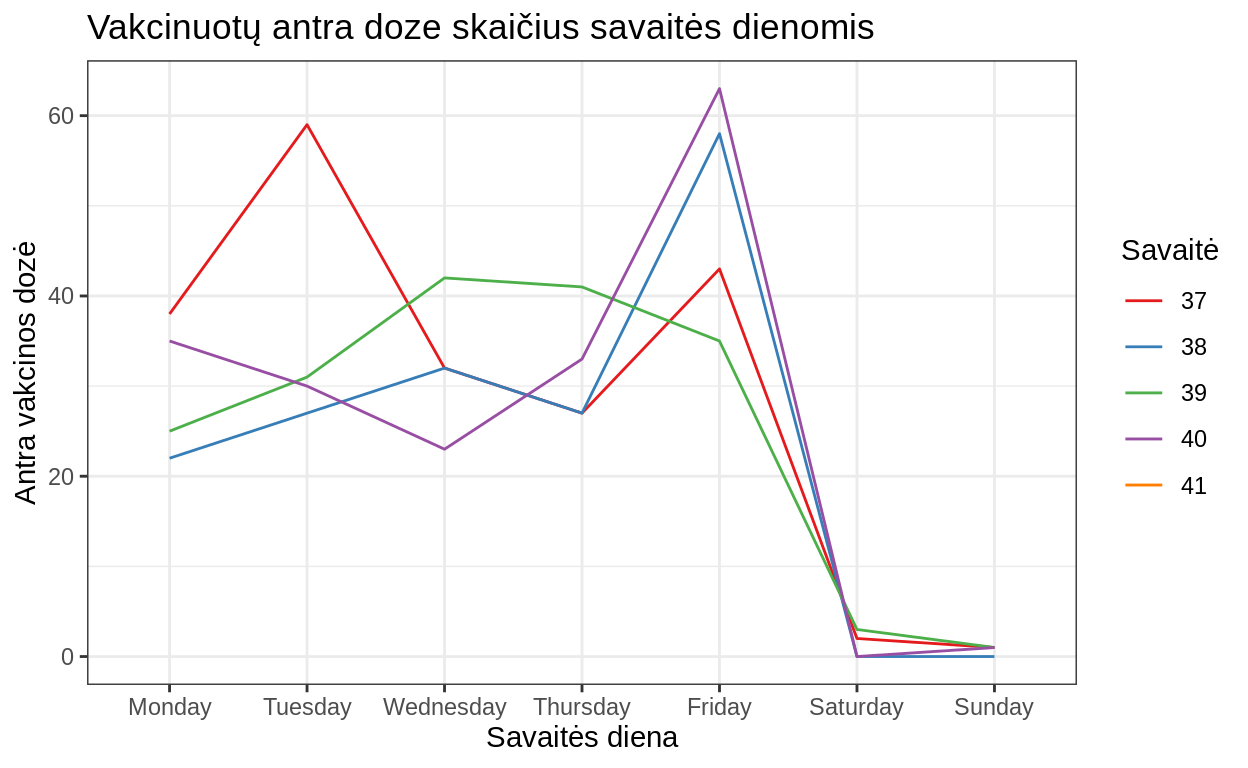 Vakcinuotų antra doze skaičius savaitės dienomis
Antra vakcinos dozė
60
40
20
0
Monday Tuesday Wednesday Thursday Friday Saturday Sunday
Savaitės diena
Savaitė
37
38
39
40
41